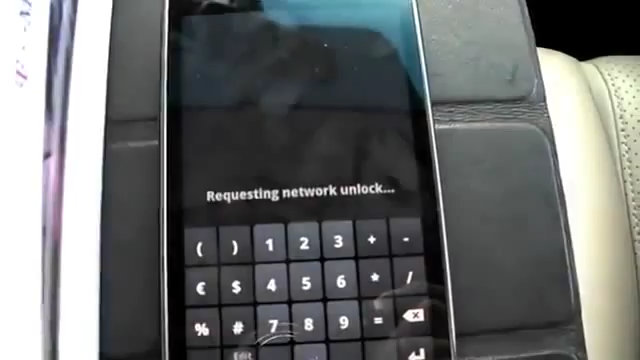 Requesting network unlock...
( ) 1 2 3 + -
€ $ 4 5 6 * /
% # 7 8 9 =
Edit